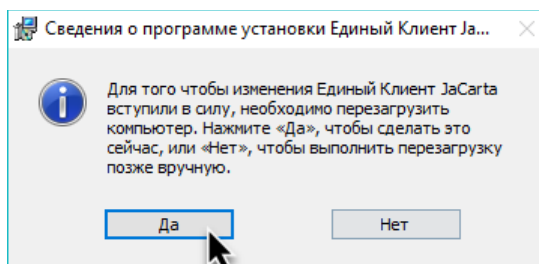 Сведения о программе установки Единый Клиент Ja...
Для того чтобы изменения Единый Клиент JaCarta
вступили в силу, необходимо перезагрузить
компьютер. Нажмите «Да», чтобы сделать это
сейчас, или «Нет», чтобы выполнить перезагрузку
позже вручную.
Да
Нет